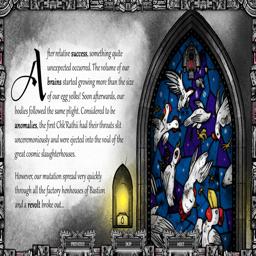 After relative success, something quite
unexpected occurred. The volume of our
brains started growing more than the size
of our egg yolks! Soon afterwards, our
bodies followed the same plight. Considered to be
anomalies, the first Chk'Rathi had their throats slit
unceremoniously and were ejected into the void of the
great cosmic slaughterhouses.
However, our mutation spread very quickly
through all the factory henhouses of Bastion
and a revolt broke out...
PREVIOUS SKIP NEXT